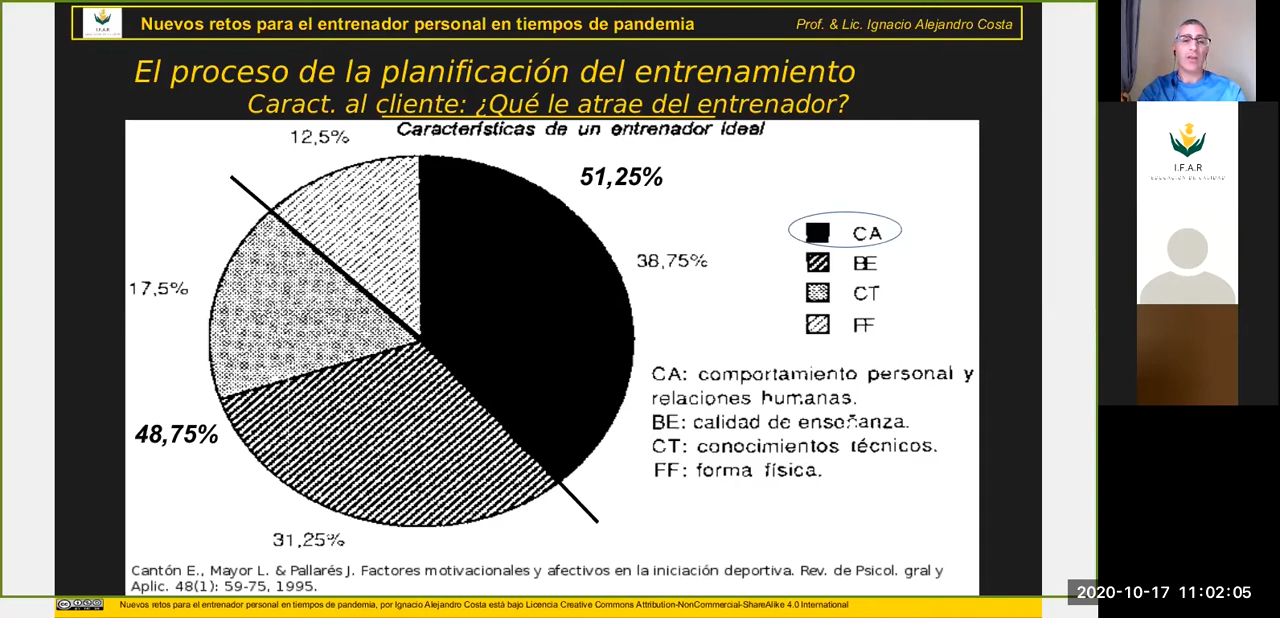 Nuevos retos para el entrenador personal en tiempos de pandemia
Prof. & Lic. Ignacio Alejandro Costa
I.F.A.R
El proceso de la planificación del entrenamiento
Caract. al cliente: ¿Qué le atrae del entrenador?
Características de un entrenador ideal
12,5%
51,25%
38,75%
17,5%
48,75%
31,25%
CA
BE
CT
FF
CA: comportamiento personal y
relaciones humanas.
BE: calidad de enseñanza.
CT: conocimientos técnicos.
FF: forma física.
Cantón E., Mayor L. & Pallarés J. Factores motivacionales y afectivos en la iniciación deportiva. Rev. de Psicol. gral y
Aplic. 48(1): 59-75, 1995.
Nuevos retos para el entrenador personal en tiempos de pandemia, por Ignacio Alejandro Costa está bajo Licencia Creative Commons Attribution-NonCommercial-ShareAlike 4.0 International
I.F.A.R
2020-10-17 11:02:05